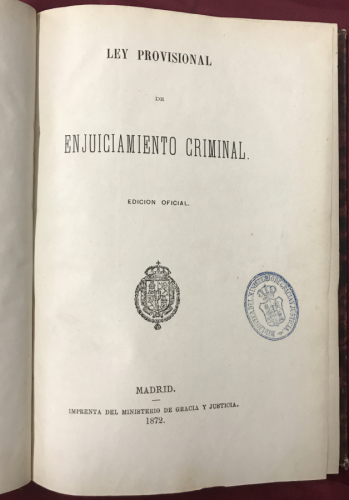 LEY PROVISIONAL
DE
ENJUICIAMIENTO CRIMINAL.
EDICION OFICIAL.
MADRID.
IMPRENTA DEL MINISTERIO DE GRACIA Y JUSTICIA.
1872.